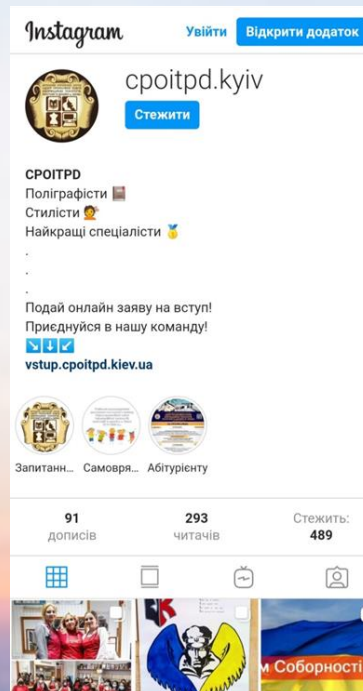 Instagram
Увійти
Відкрити додаток
cpoitpd.kyiv
Стежити
CPOITPD
Поліграфісти
Стилісти
Найкращі спеціалісти
.
.
.
Подай онлайн заяву на вступ!
Приєднуйся в нашу команду!
vstup.cpoitpd.kiev.ua
Запитанн... Самовря... Абітурієнту
91 293 Стежить:
дописів читачів 489
м Соборності